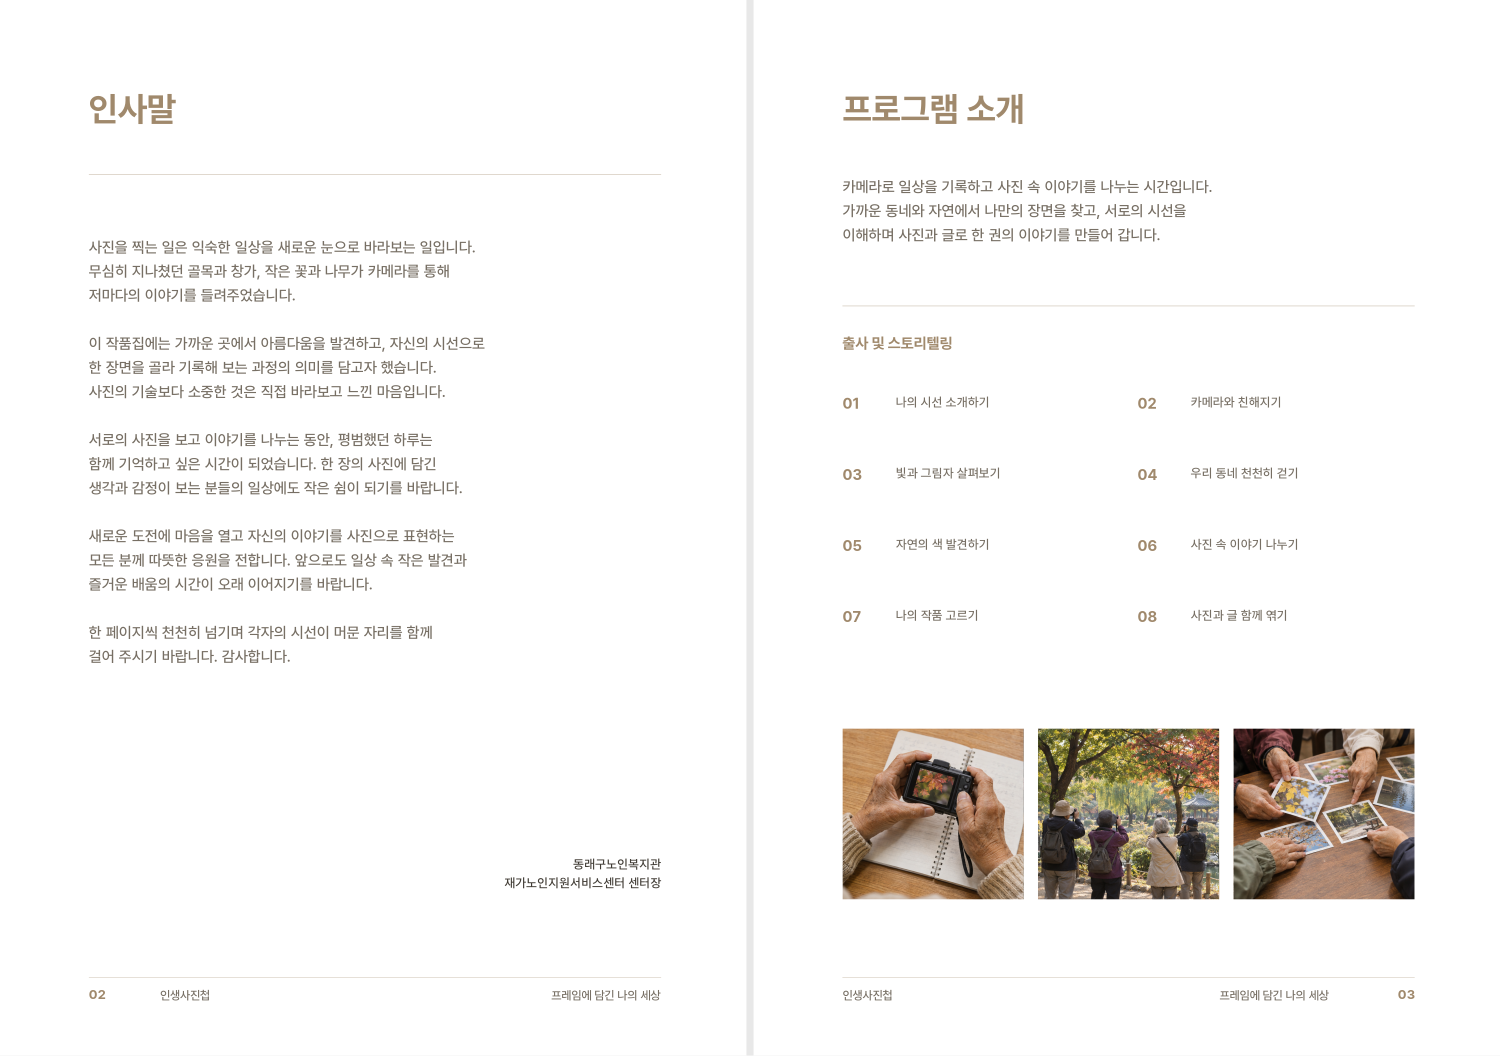 인사말
사진을 찍는 일은 익숙한 일상을 새로운 눈으로 바라보는 일입니다.
무심히 지나쳤던 골목과 창가, 작은 꽃과 나무가 카메라를 통해
저마다의 이야기를 들려주었습니다.
이 작품집에는 가까운 곳에서 아름다움을 발견하고, 자신의 시선으로
한 장면을 골라 기록해 보는 과정의 의미를 담고자 했습니다.
사진의 기술보다 소중한 것은 직접 바라보고 느낀 마음입니다.
서로의 사진을 보고 이야기를 나누는 동안, 평범했던 하루는
함께 기억하고 싶은 시간이 되었습니다. 한 장의 사진에 담긴
생각과 감정이 보는 분들의 일상에도 작은 쉼이 되기를 바랍니다.
새로운 도전에 마음을 열고 자신의 이야기를 사진으로 표현하는
모든 분께 따뜻한 응원을 전합니다. 앞으로도 일상 속 작은 발견과
즐거운 배움의 시간이 오래 이어지기를 바랍니다.
한 페이지씩 천천히 넘기며 각자의 시선이 머문 자리를 함께
걸어 주시기 바랍니다. 감사합니다.
동래구노인복지관
재가노인지원서비스센터 센터장
02 인생사진첩 프레임에 담긴 나의 세상
프로그램 소개
카메라로 일상을 기록하고 사진 속 이야기를 나누는 시간입니다.
가까운 동네와 자연에서 나만의 장면을 찾고, 서로의 시선을
이해하며 사진과 글로 한 권의 이야기를 만들어 갑니다.
출사 및 스토리텔링
01 나의 시선 소개하기
02 카메라와 친해지기
03 빛과 그림자 살펴보기
04 우리 동네 천천히 걷기
05 자연의 색 발견하기
06 사진 속 이야기 나누기
07 나의 작품 고르기
08 사진과 글 함께 엮기
인생사진첩 프레임에 담긴 나의 세상 03